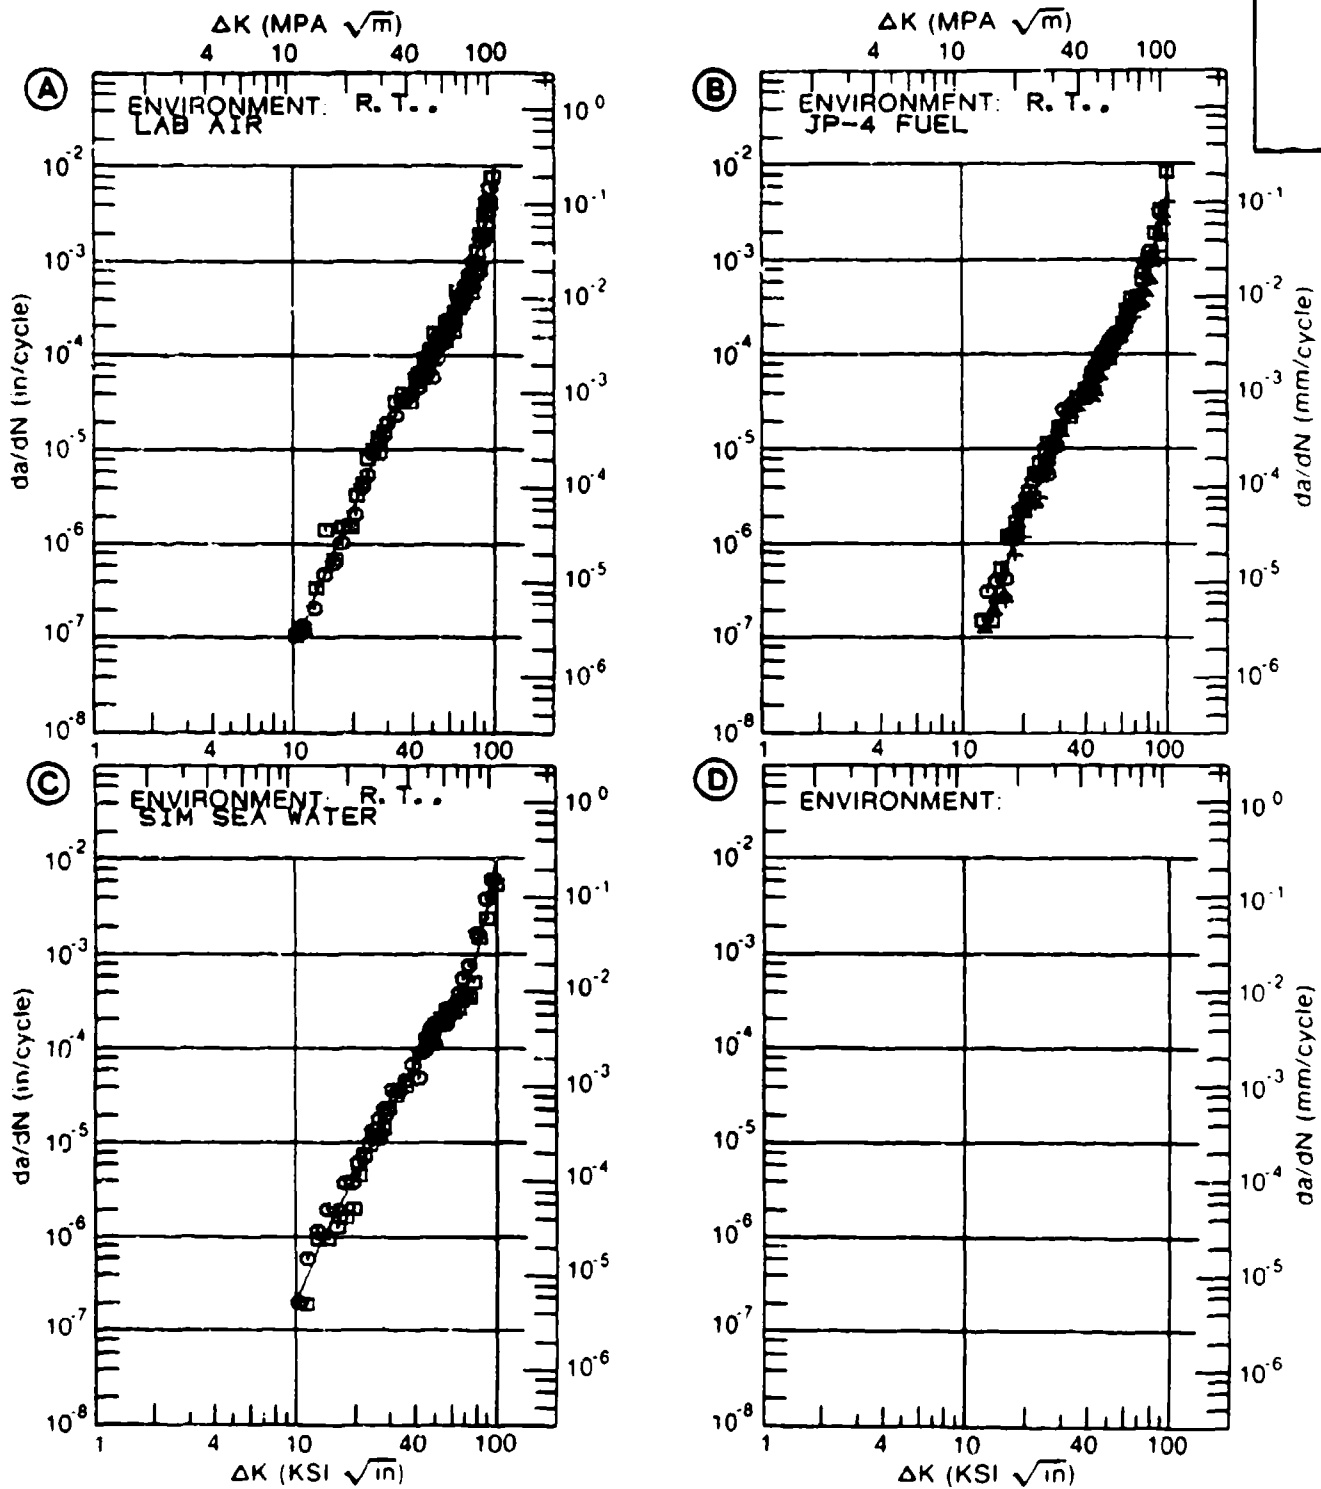 ΔK (MPA √m)
4 10 40 100
ΔK (MPA √m)
4 10 40 100
A
ENVIRONMENT: R.T..
LAB AIR
B
ENVIRONMENT: R.T..
JP-4 FUEL
10^-2
10^-3
10^-4
10^-5
10^-6
10^-7
10^-8
da/dN (in/cycle)
10^0
10^-1
10^-2
10^-3
10^-4
10^-5
10^-6
1 4 10 40 100
10^-2
10^-3
10^-4
10^-5
10^-6
10^-7
10^-8
10^-1
10^-2
10^-3
10^-4
10^-5
10^-6
da/dN (mm/cycle)
1 4 10 40 100
C
ENVIRONMENT: R.T..
SIM SEA WATER
D
ENVIRONMENT:
10^-2
10^-3
10^-4
10^-5
10^-6
10^-7
10^-8
da/dN (in/cycle)
10^0
10^-1
10^-2
10^-3
10^-4
10^-5
10^-6
1 4 10 40 100
ΔK (KSI √in)
10^-2
10^-3
10^-4
10^-5
10^-6
10^-7
10^-8
10^0
10^-1
10^-2
10^-3
10^-4
10^-5
10^-6
da/dN (mm/cycle)
1 4 10 40 100
ΔK (KSI √in)